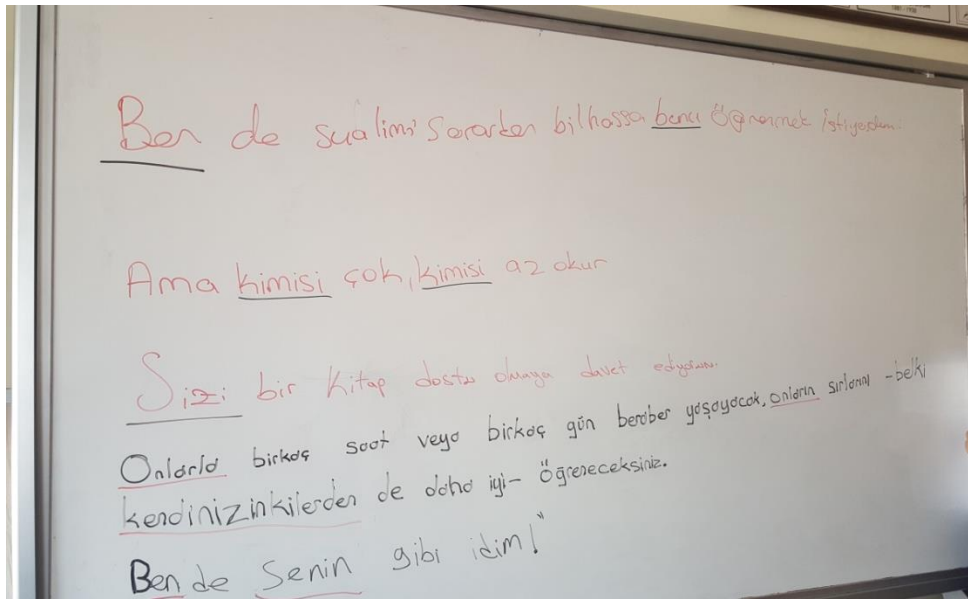 Ben de sualimi sorarken bilhassa bunu öğrenmek istiyordum.
Ama kimisi çok, kimisi az okur
Sizi bir kitap dostu olmaya davet ediyorum.
Onlarla birkaç saat veya birkaç gün beraber yaşayacak, onların sırlarını -belki
kendinizinkilerden de daha iyi- öğreneceksiniz.
Ben de Senin gibi idim!"